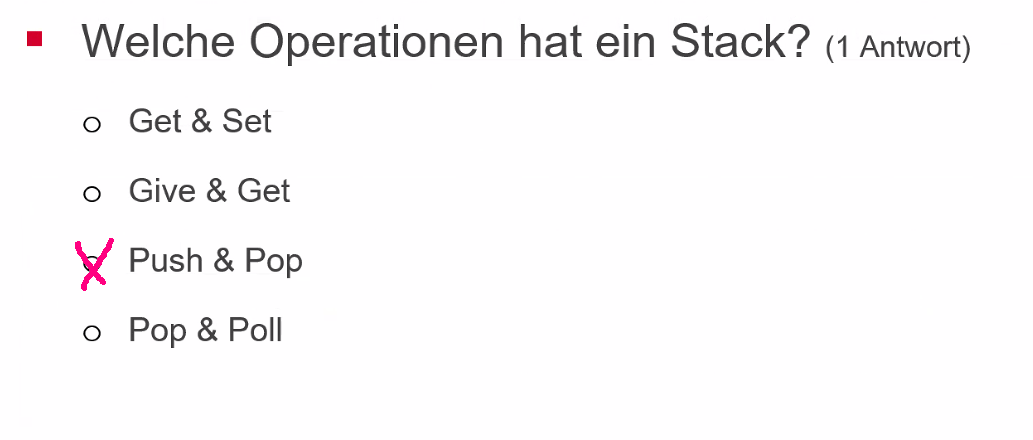 Welche Operationen hat ein Stack? (1 Antwort)
Get & Set
Give & Get
Push & Pop
Pop & Poll